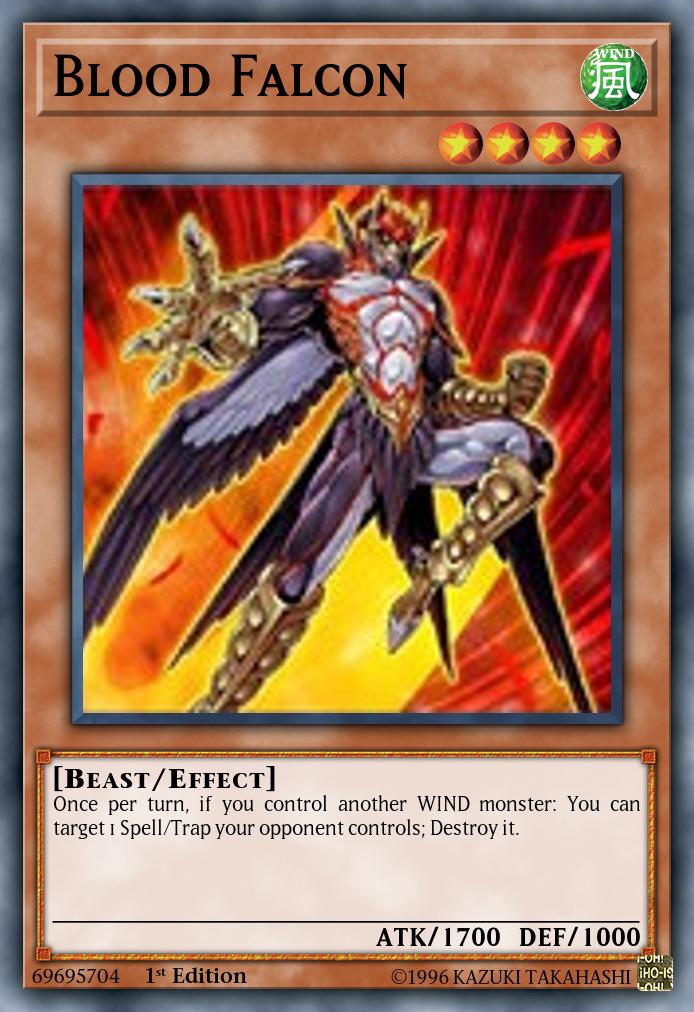 Blood Falcon
WIND
風
[Beast/Effect]
Once per turn, if you control another WIND monster: You can
target 1 Spell/Trap your opponent controls; Destroy it.
ATK/1700 DEF/1000
69695704 1st Edition ©1996 KAZUKI TAKAHASHI